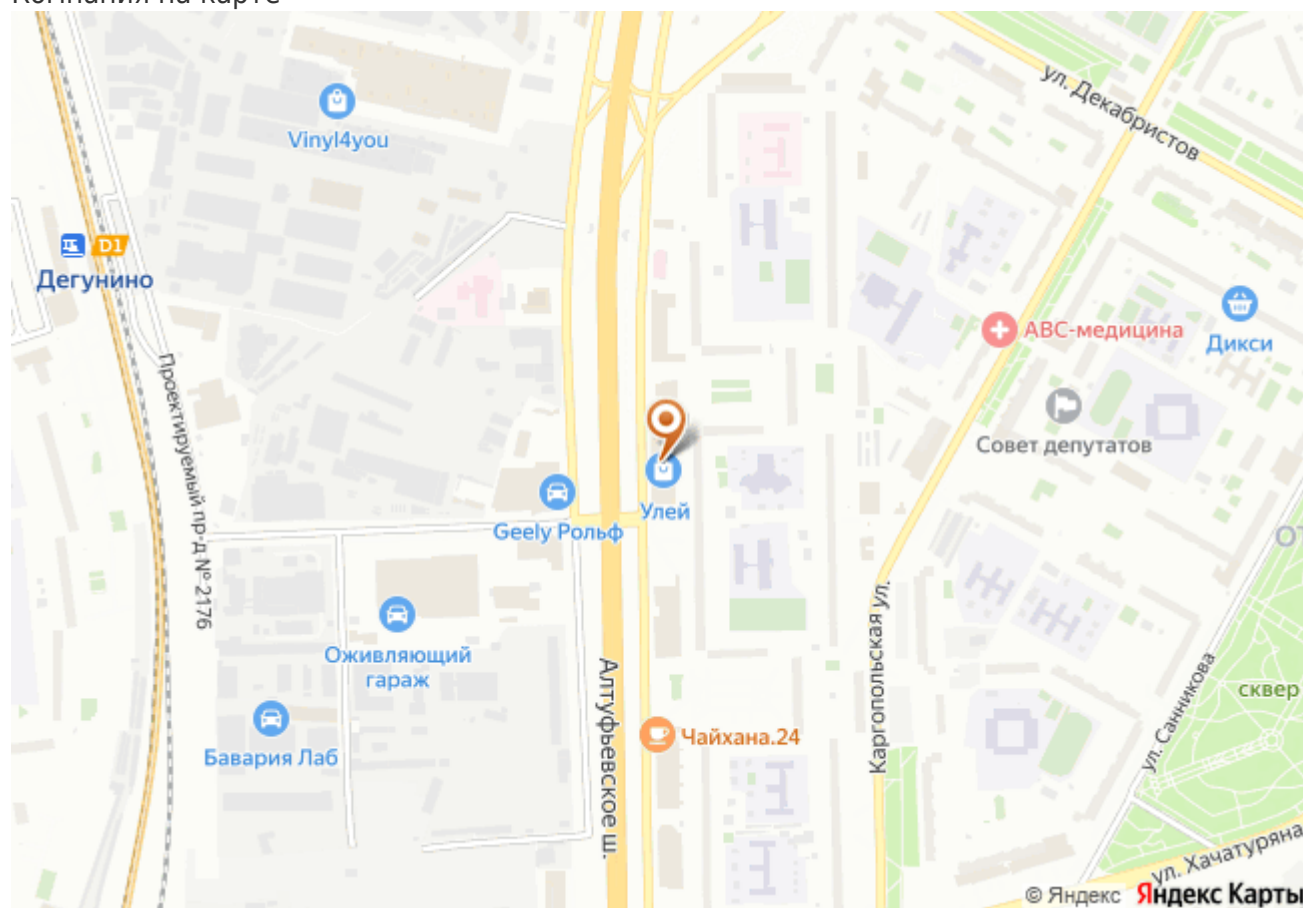 Компания на карте
ул. Декабристов
Vinyl4you
D1
Дегунино
АВС-медицина
Дикси
Проектируемый пр-д № 2176
Совет депутатов
Улей
Geely Рольф
Каргопольская ул.
Оживляющий
гараж
Алтуфьевское ш.
ул. Санникова
сквер
Чайхана.24
Бавария Лаб
ул. Хачатуряна
© Яндекс Яндекс Карты